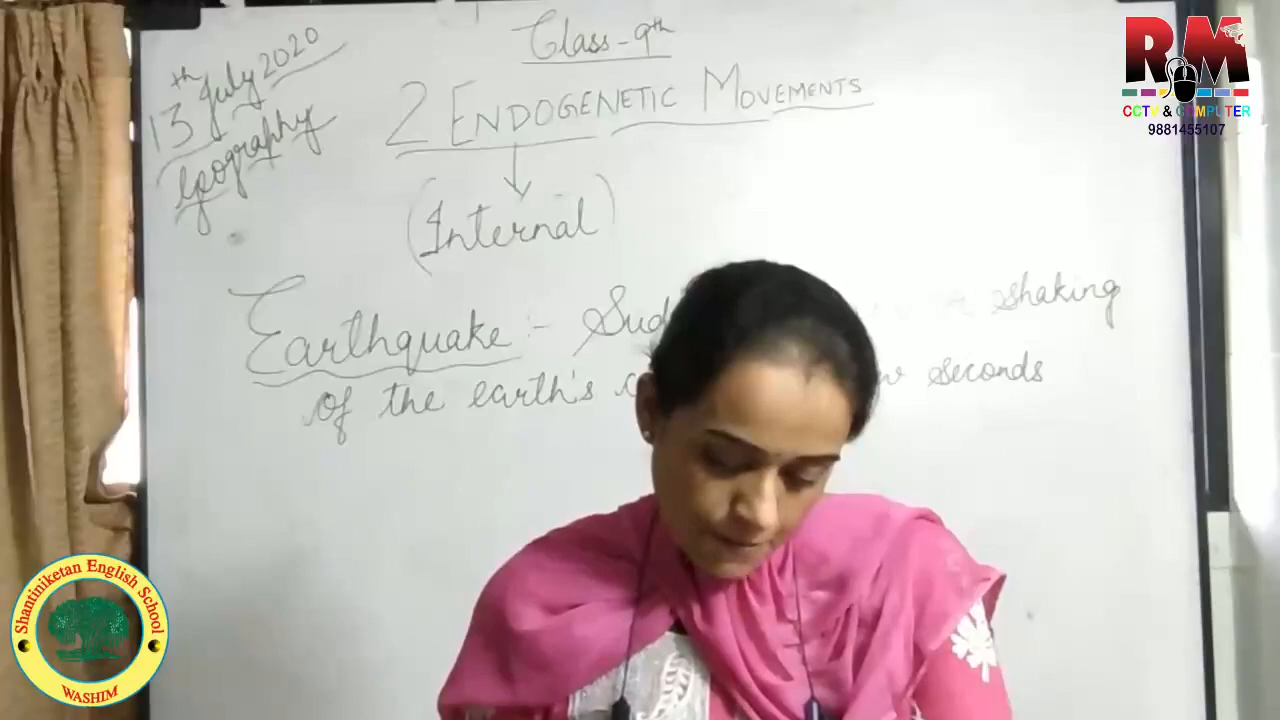 13th July 2020
Geography
Class-9th
2 ENDOGENETIC MOVEMENTS
(Internal)
Earthquake :- Sud shaking
of the earth's seconds
RM
CCTV & COMPUTER
9881455107
Shantiniketan English School
WASHIM